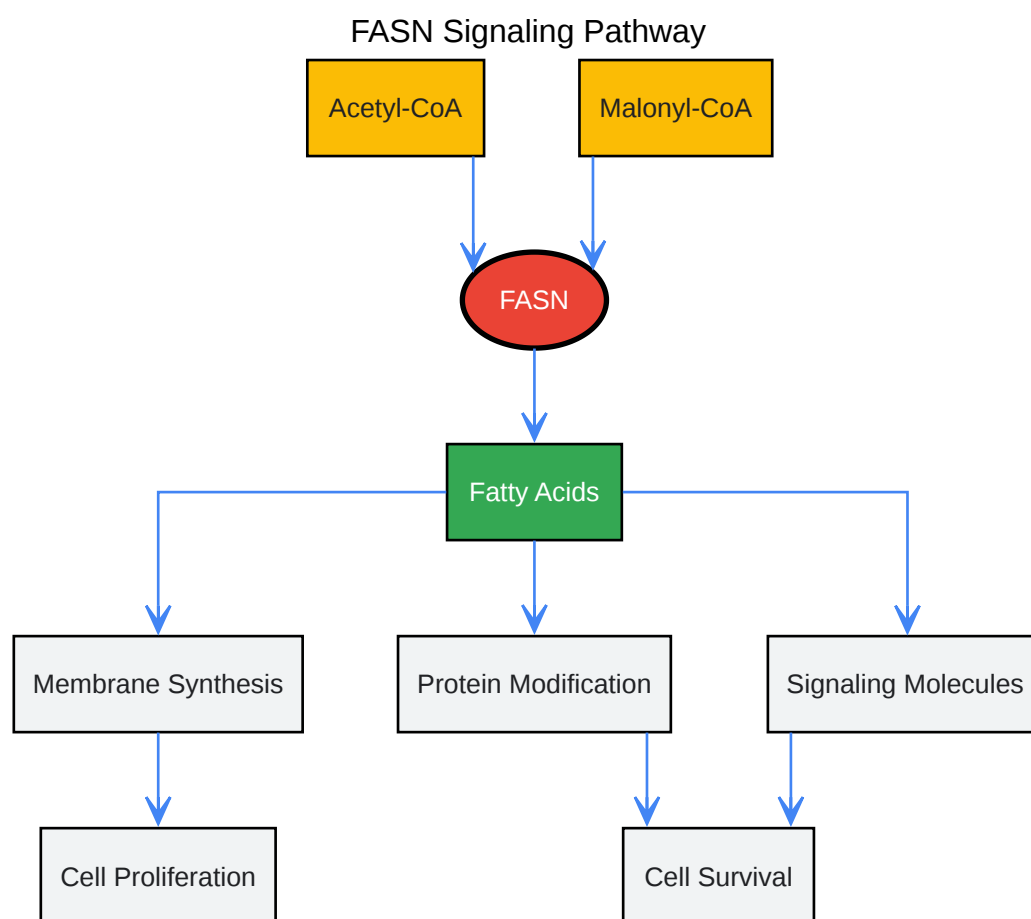 FASN Signaling Pathway
Acetyl-CoA
Malonyl-CoA
FASN
Fatty Acids
Membrane Synthesis
Protein Modification
Signaling Molecules
Cell Proliferation
Cell Survival